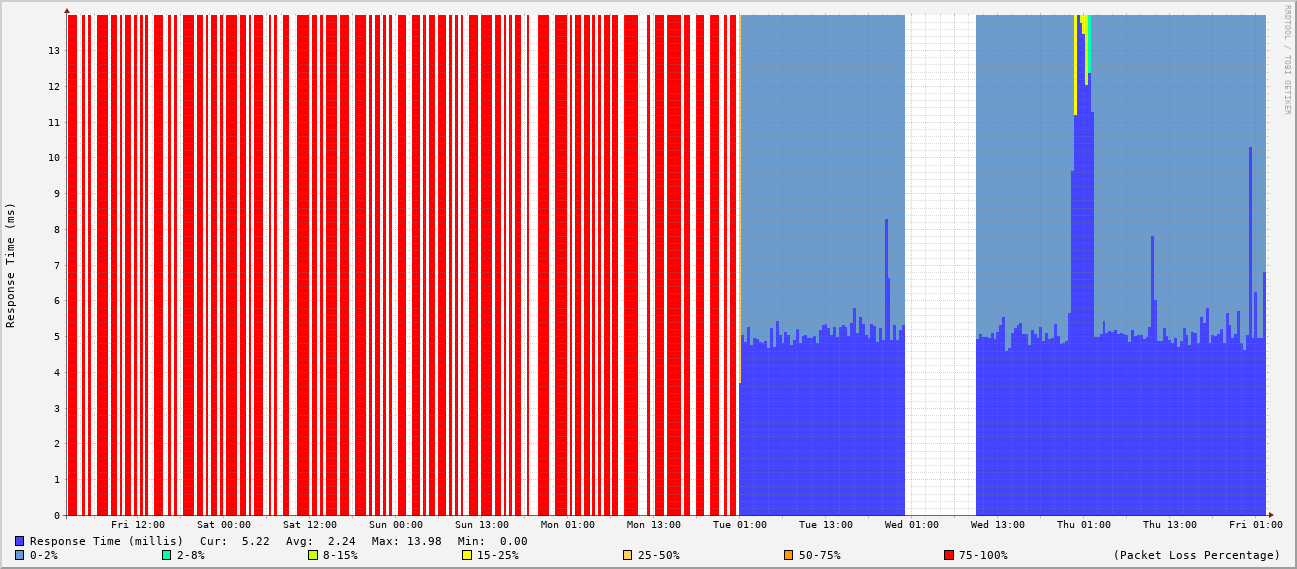 RRDTOOL / TOBI OETIKER
Response Time (ms)
13
12
11
10
9
8
7
6
5
4
3
2
1
0
Fri 12:00 Sat 00:00 Sat 12:00 Sun 00:00 Sun 13:00 Mon 01:00 Mon 13:00 Tue 01:00 Tue 13:00 Wed 01:00 Wed 13:00 Thu 01:00 Thu 13:00 Fri 01:00
Response Time (millis) Cur: 5.22 Avg: 2.24 Max: 13.98 Min: 0.00
0-2% 2-8% 8-15% 15-25% 25-50% 50-75% 75-100% (Packet Loss Percentage)